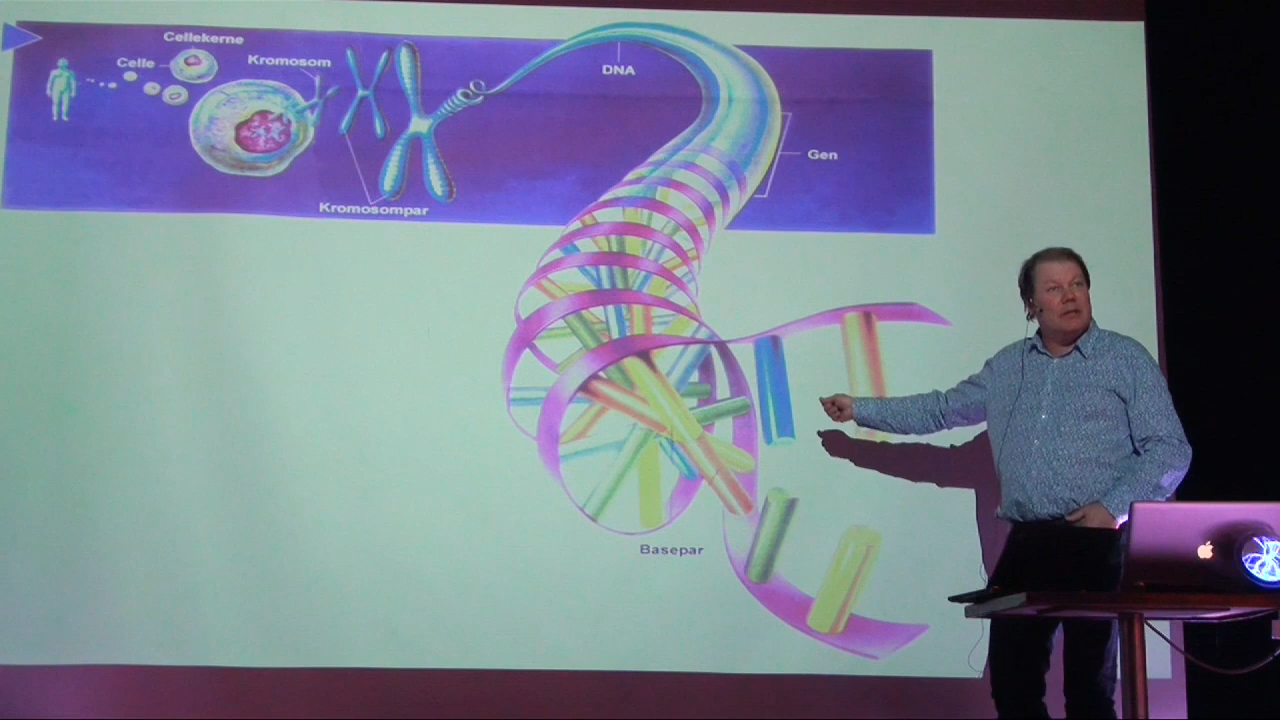 Cellekerne
Celle
Kromosom
DNA
Gen
Kromosompar
Basepar